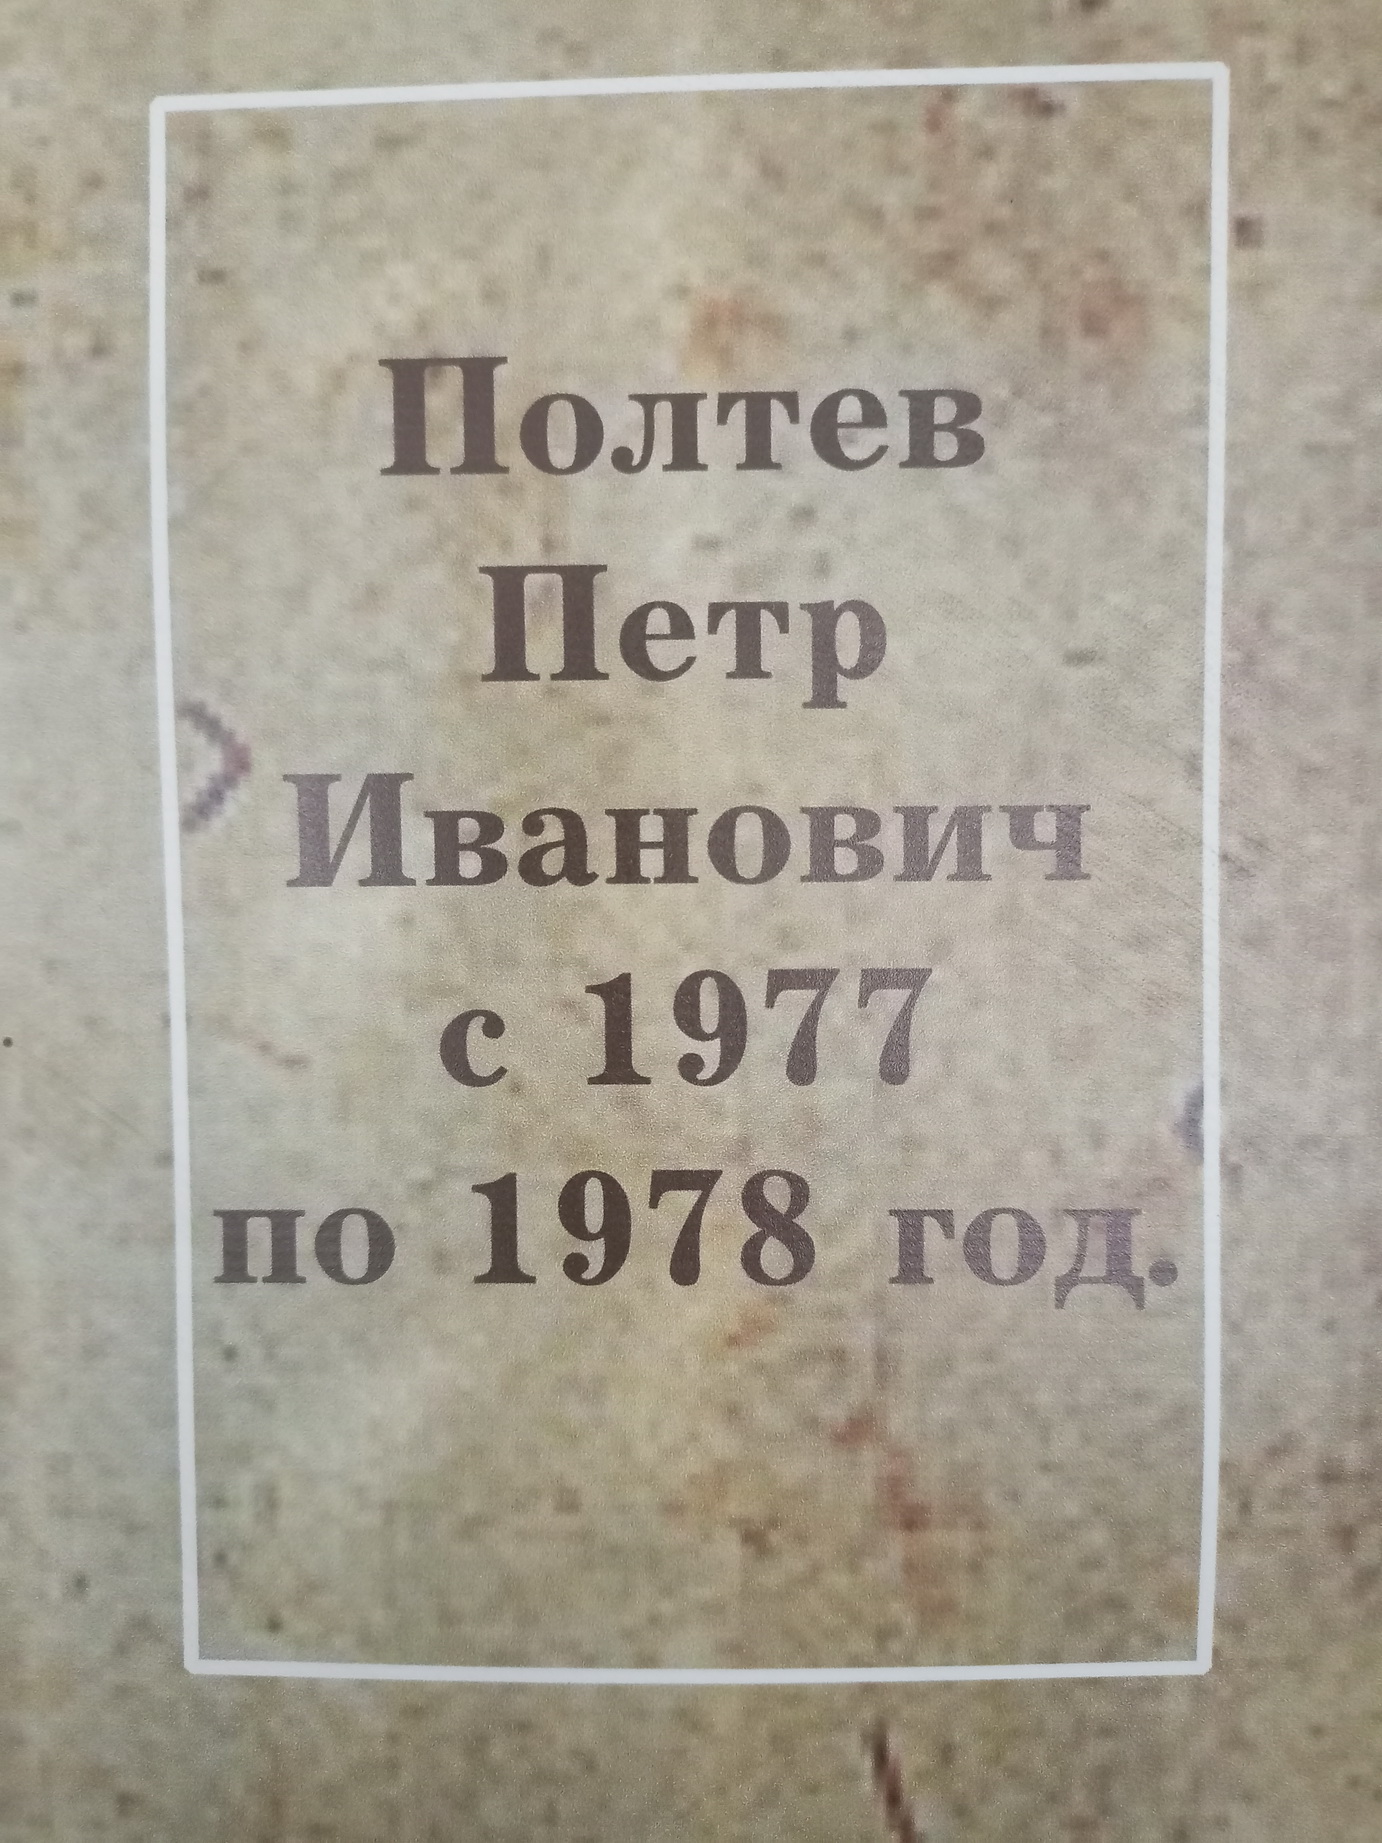 Полтев
Петр
Иванович
с 1977
по 1978 год.